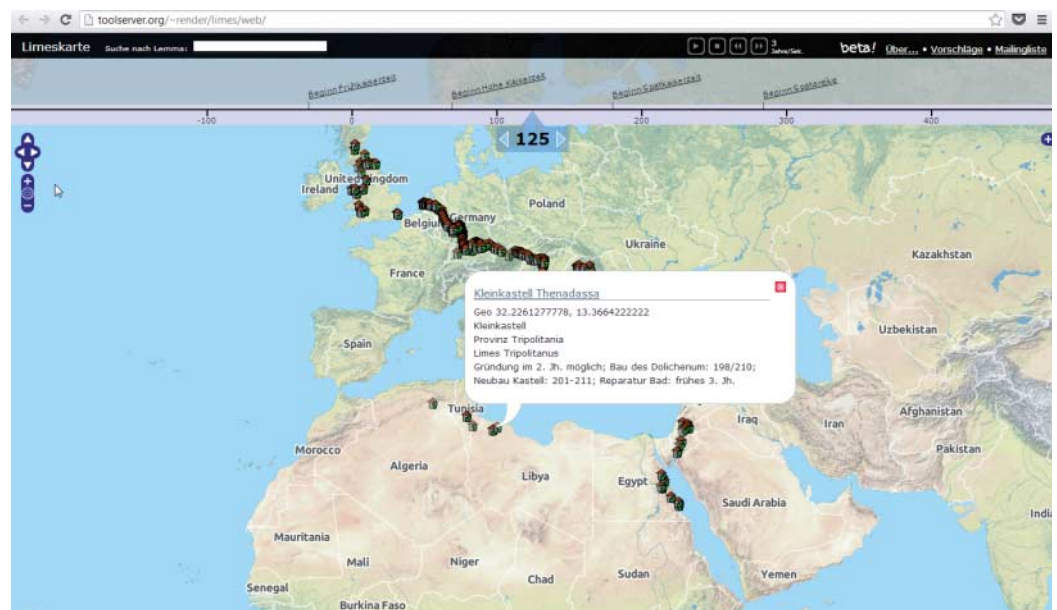 toolserver.org/~render/limes/web/
Limeskarte Suche nach Lemma: 3 Jahre/Sek. beta! Über... • Vorschläge • Mailingliste
Beginn Frühkaiserzeit Beginn Hohe Kaiserzeit Beginn Spätkaiserzeit Beginn Spätantike
-100 0 100 200 300 400
125
United Kingdom
Ireland
Poland
Belgium Germany
Ukraine
Kazakhstan
France
Kleinkastell Thenadassa
Geo 32.2261277778, 13.3664222222
Kleinkastell
Provinz Tripolitania
Limes Tripolitanus
Gründung im 2. Jh. möglich; Bau des Dolichenum: 198/210;
Neubau Kastell: 201-211; Reparatur Bad: frühes 3. Jh.
Uzbekistan
Spain
Tunisia
Iraq Iran Afghanistan
Morocco
Pakistan
Algeria
Libya Egypt
Saudi Arabia
India
Mauritania
Mali Niger Chad Sudan Yemen
Senegal
Burkina Faso